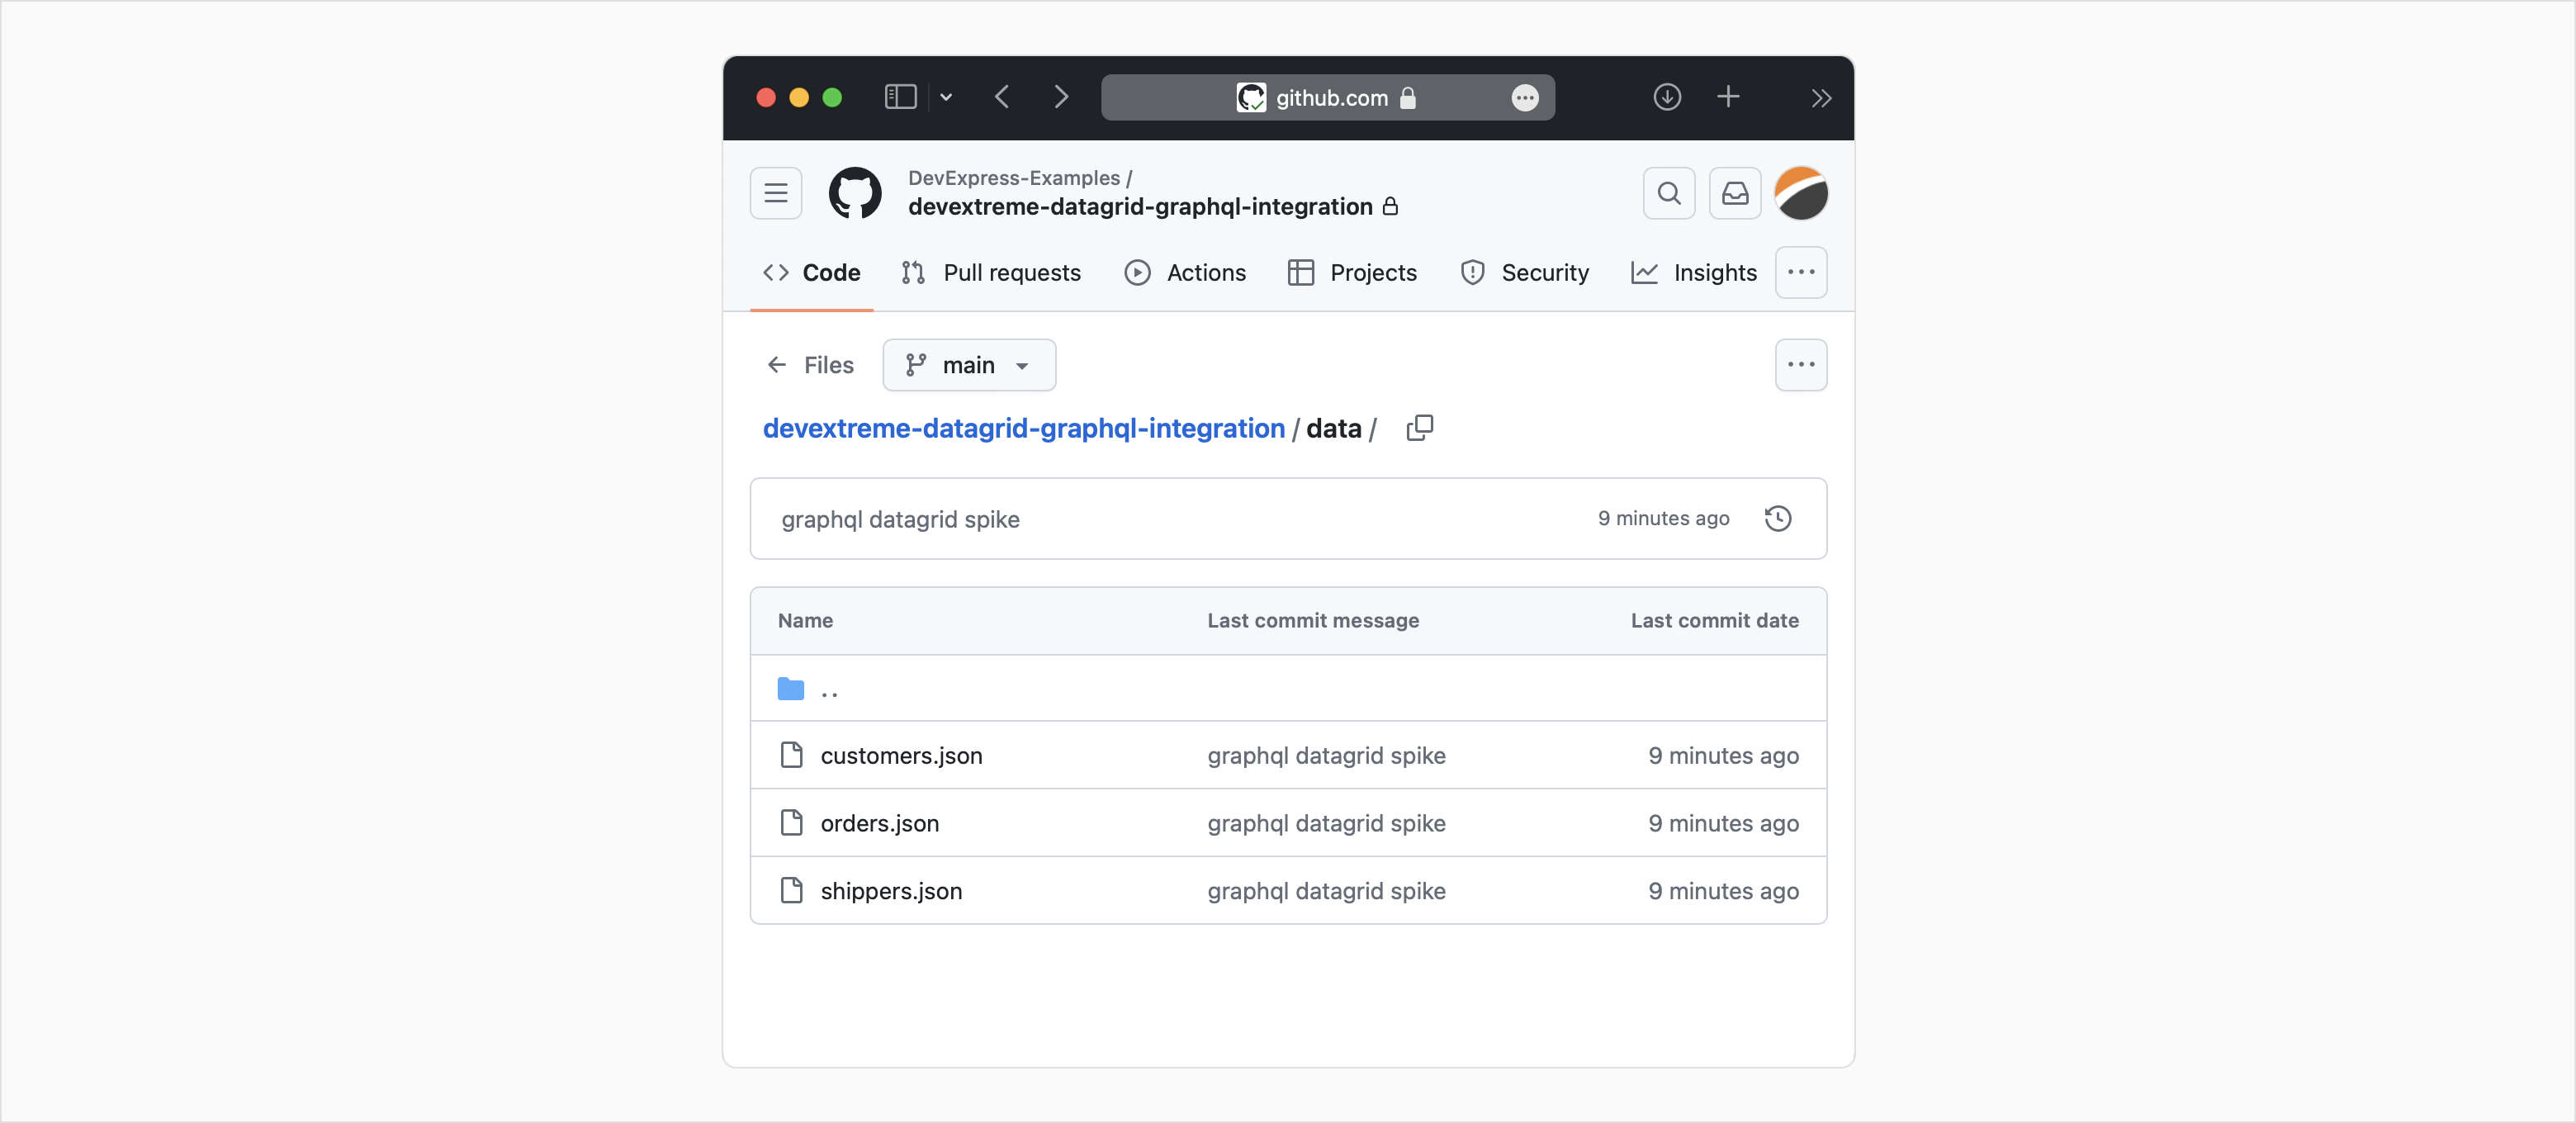 github.com
DevExpress-Examples /
devextreme-datagrid-graphql-integration
Code Pull requests Actions Projects Security Insights
Files main
devextreme-datagrid-graphql-integration / data /
graphql datagrid spike 9 minutes ago
Name Last commit message Last commit date
..
customers.json graphql datagrid spike 9 minutes ago
orders.json graphql datagrid spike 9 minutes ago
shippers.json graphql datagrid spike 9 minutes ago